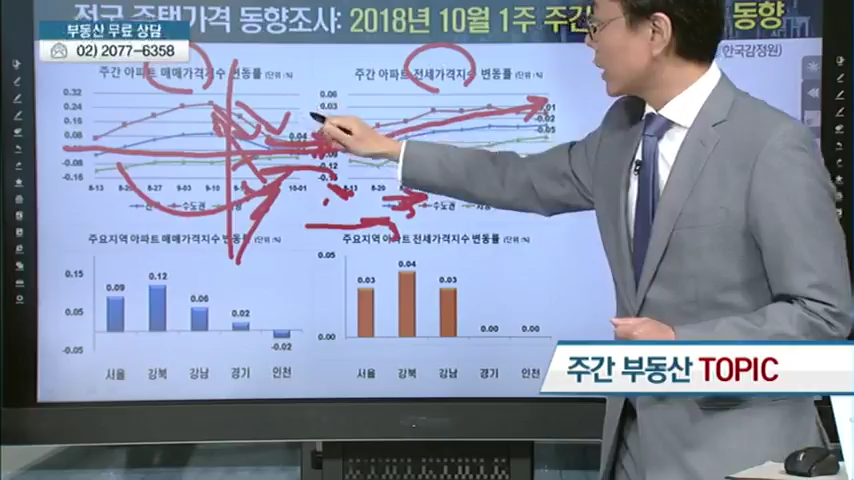 전국 주택가격 동향조사: 2018년 10월 1주 주간 동향
부동산 무료 상담
02) 2077-6358
한국감정원)
주간 아파트 매매가격지수 변동률 (단위 : %)
0.32
0.24
0.16
0.08
-0.08
-0.16
0.04
8-13 8-20 8-27 9-03 9-10 10-01
수도권
주간 아파트 전세가격지수 변동률 (단위 : %)
0.06
0.03
-0.12
-0.15
-0.02
-0.05
8-13 8-20
수도권
주요지역 아파트 매매가격지수 변동률 (단위 %)
0.15
0.05
-0.05
0.09 0.12 0.06 0.02 -0.02
서울 강북 강남 경기 인천
주요지역 아파트 전세가격지수 변동률 (단위 : %)
0.05
0.00
0.03 0.04 0.03 0.00 0.00
서울 강북 강남 경기 인천
주간 부동산 TOPIC